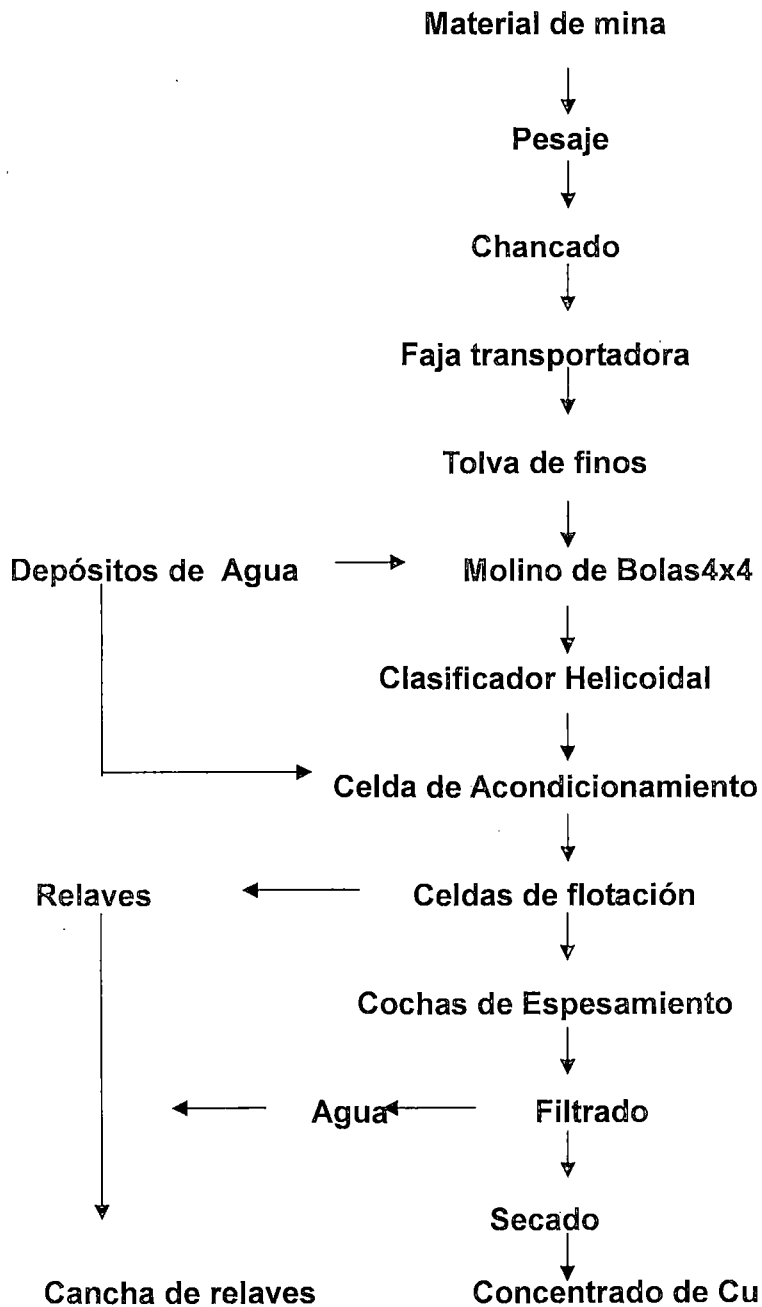 Material de mina
Pesaje
Chancado
Faja transportadora
Tolva de finos
Depósitos de Agua
Molino de Bolas4x4
Clasificador Helicoidal
Celda de Acondicionamiento
Relaves
Celdas de flotación
Cochas de Espesamiento
Agua
Filtrado
Secado
Cancha de relaves
Concentrado de Cu